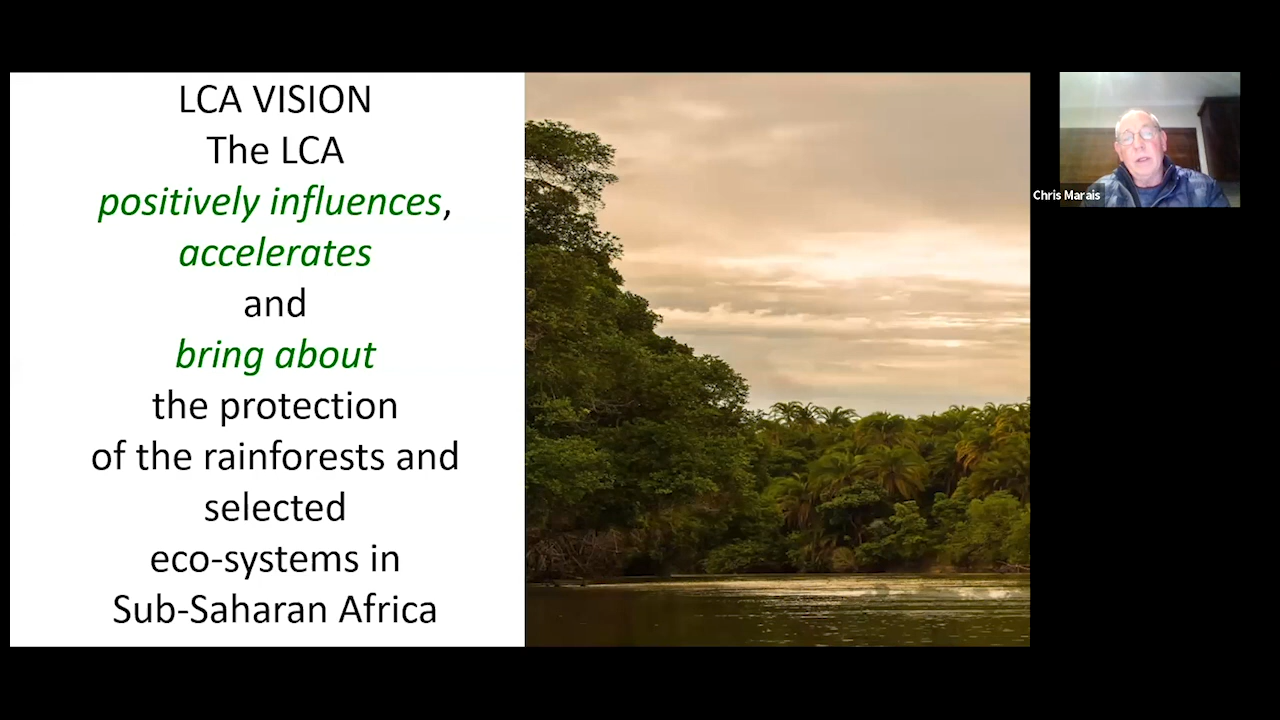 LCA VISION
The LCA
positively influences,
accelerates
and
bring about
the protection
of the rainforests and
selected
eco-systems in
Sub-Saharan Africa
Chris Marais